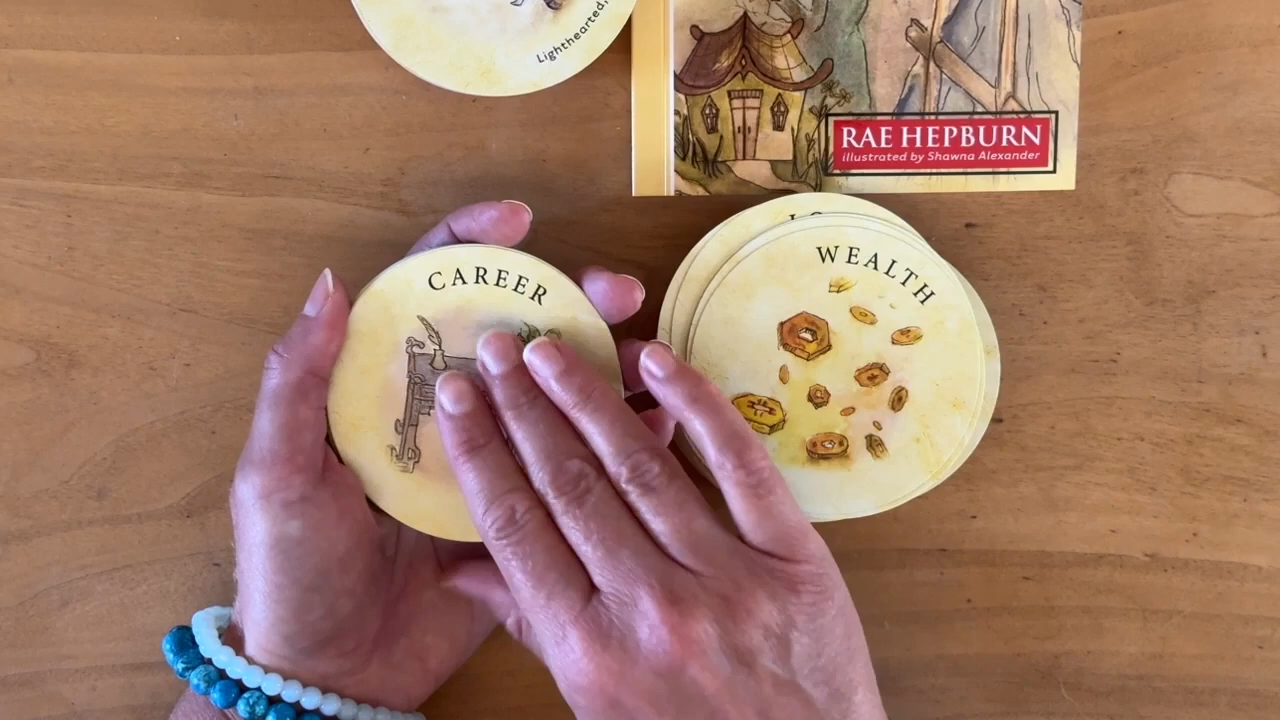 Lighthearted,
RAE HEPBURN
illustrated by Shawna Alexander
CAREER
WEALTH